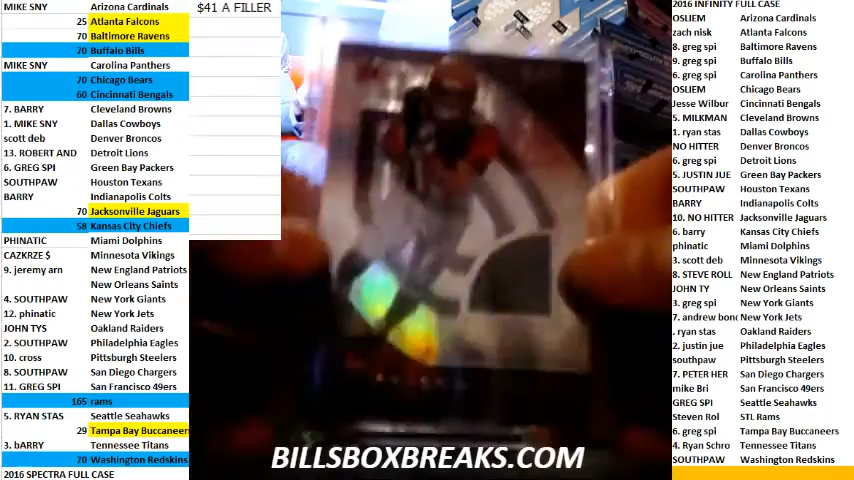 MIKE SNY Arizona Cardinals
25 Atlanta Falcons
70 Baltimore Ravens
70 Buffalo Bills
MIKE SNY Carolina Panthers
70 Chicago Bears
60 Cincinnati Bengals
7. BARRY Cleveland Browns
1. MIKE SNY Dallas Cowboys
scott deb Denver Broncos
13. ROBERT AND Detroit Lions
6. GREG SPI Green Bay Packers
SOUTHPAW Houston Texans
BARRY Indianapolis Colts
70 Jacksonville Jaguars
58 Kansas City Chiefs
PHINATIC Miami Dolphins
CAZKRZE $ Minnesota Vikings
9. jeremy arn New England Patriots
New Orleans Saints
4. SOUTHPAW New York Giants
12. phinatic New York Jets
JOHN TYS Oakland Raiders
2. SOUTHPAW Philadelphia Eagles
10. cross Pittsburgh Steelers
8. SOUTHPAW San Diego Chargers
11. GREG SPI San Francisco 49ers
165 rams
5. RYAN STAS Seattle Seahawks
29 Tampa Bay Buccaneer
3. bARRY Tennessee Titans
70 Washington Redskins
2016 SPECTRA FULL CASE
$41 A FILLER
BILLSBOXBREAKS.COM
2016 INFINITY FULL CASE
OSLIEM Arizona Cardinals
zach nisk Atlanta Falcons
8. greg spi Baltimore Ravens
9. greg spi Buffalo Bills
6. greg spi Carolina Panthers
OSLIEM Chicago Bears
Jesse Wilbur Cincinnati Bengals
5. MILKMAN Cleveland Browns
1. ryan stas Dallas Cowboys
NO HITTER Denver Broncos
6. greg spi Detroit Lions
5. JUSTIN JUE Green Bay Packers
SOUTHPAW Houston Texans
BARRY Indianapolis Colts
10. NO HITTER Jacksonville Jaguars
6. barry Kansas City Chiefs
phinatic Miami Dolphins
3. scott deb Minnesota Vikings
8. STEVE ROLL New England Patriots
JOHN TY New Orleans Saints
3. greg spi New York Giants
7. andrew bond New York Jets
. ryan stas Oakland Raiders
2. justin jue Philadelphia Eagles
southpaw Pittsburgh Steelers
7. PETER HER San Diego Chargers
mike Bri San Francisco 49ers
GREG SPI Seattle Seahawks
Steven Rol STL Rams
6. greg spi Tampa Bay Buccaneers
4. Ryan Schro Tennessee Titans
SOUTHPAW Washington Redskins